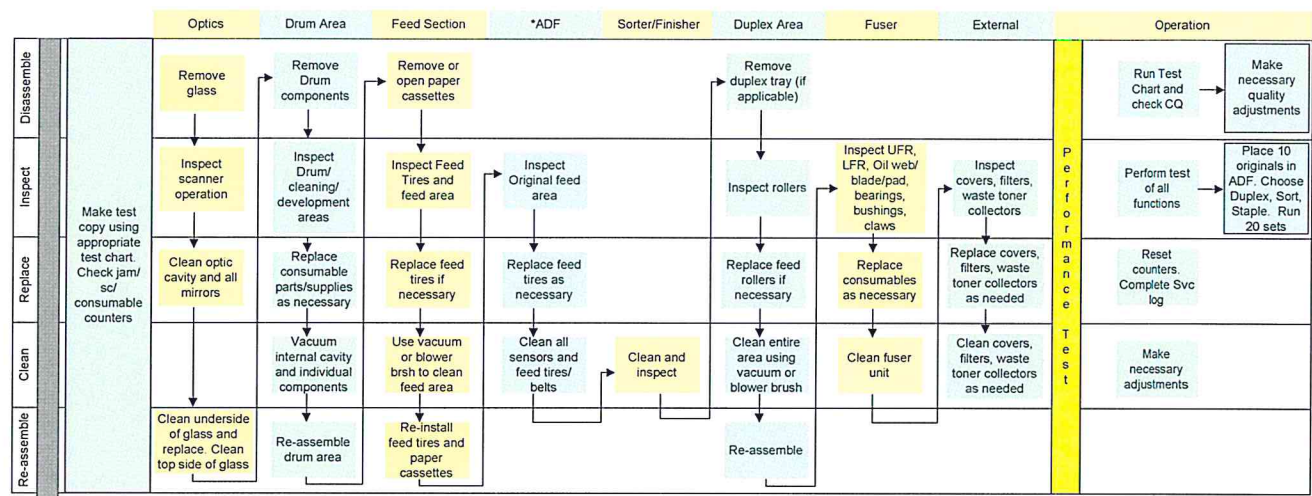 Optics
Drum Area
Feed Section
*ADF
Sorter/Finisher
Duplex Area
Fuser
External
Operation
Disassemble
Inspect
Replace
Clean
Re-assemble
Make test
copy using
appropriate
test chart.
Check jam/
sc/
consumable
counters
Remove
glass
Inspect
scanner
operation
Clean optic
cavity and all
mirrors
Clean underside
of glass and
replace. Clean
top side of glass
Remove
Drum
components
Inspect
Drum/
cleaning/
development
areas
Replace
consumable
parts/supplies
as necessary
Vacuum
internal cavity
and individual
components
Re-assemble
drum area
Remove or
open paper
cassettes
Inspect Feed
Tires and
feed area
Replace feed
tires if
necessary
Use vacuum
or blower
brsh to clean
feed area
Re-install
feed tires and
paper
cassettes
Inspect
Original feed
area
Replace feed
tires as
necessary
Clean all
sensors and
feed tires/
belts
Clean and
inspect
Remove
duplex tray (if
applicable)
Inspect rollers
Replace feed
rollers if
necessary
Clean entire
area using
vacuum or
blower brush
Re-assemble
Inspect UFR,
LFR, Oil web/
blade/pad,
bearings,
bushings,
claws
Replace
consumables
as necessary
Clean fuser
unit
Inspect
covers, filters,
waste toner
collectors
Replace covers,
filters, waste
toner collectors
as needed
Clean covers,
filters, waste
toner collectors
as needed
Performance Test
Run Test
Chart and
check CQ
Make
necessary
quality
adjustments
Perform test
of all
functions
Place 10
originals in
ADF. Choose
Duplex, Sort,
Staple. Run
20 sets
Reset
counters.
Complete Svc
log
Make
necessary
adjustments